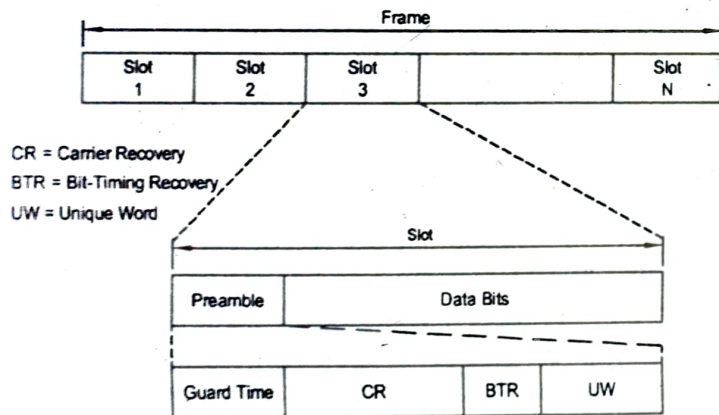 Frame
Slot Slot Slot Slot
1 2 3 N
CR = Carrier Recovery
BTR = Bit-Timing Recovery
UW = Unique Word
Slot
Preamble Data Bits
Guard Time CR BTR UW